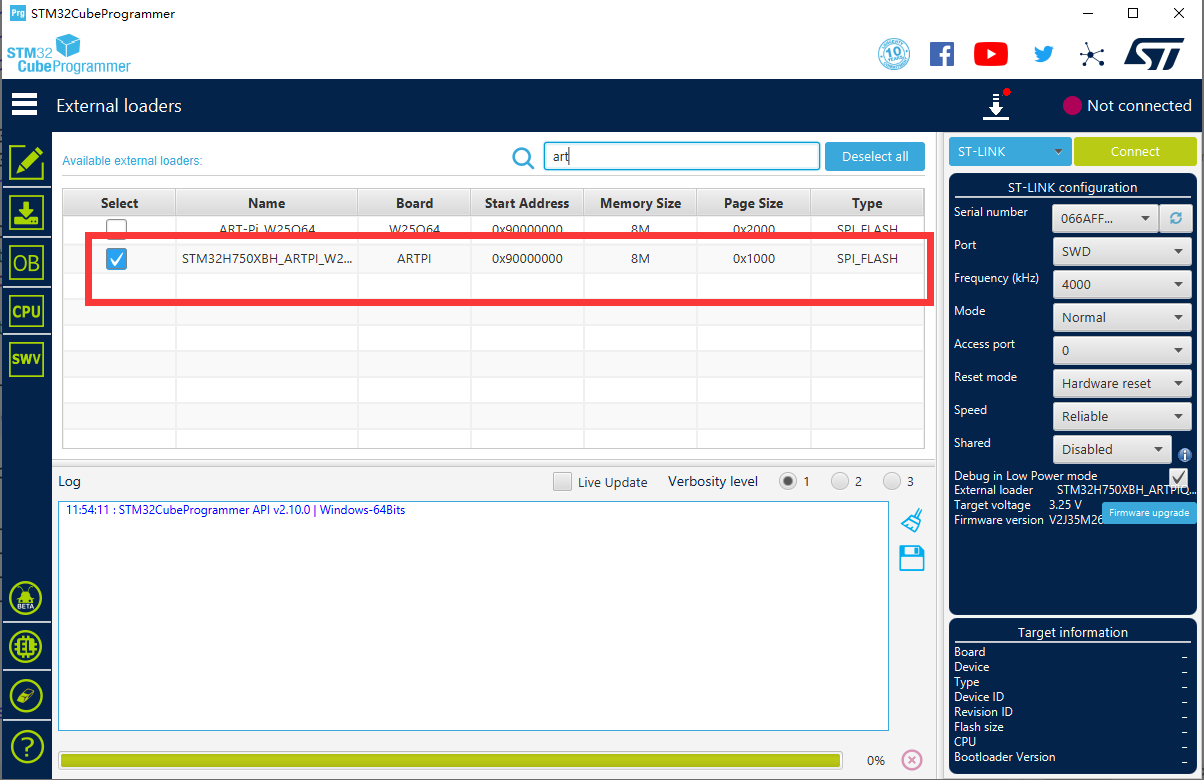 Prg STM32CubeProgrammer
STM32
CubeProgrammer
10
External loaders
Not connected
Available external loaders:
art
Deselect all
ST-LINK
Connect
Select Name Board Start Address Memory Size Page Size Type
ART-Pi_W25Q64 W25Q64 0x90000000 8M 0x2000 SPI_FLASH
STM32H750XBH_ARTPI_W2... ARTPI 0x90000000 8M 0x1000 SPI_FLASH
OB
CPU
SWV
ST-LINK configuration
Serial number 066AFF...
Port SWD
Frequency (kHz) 4000
Mode Normal
Access port 0
Reset mode Hardware reset
Speed Reliable
Shared Disabled
Debug in Low Power mode
External loader STM32H750XBH_ARTPIQ...
Target voltage 3.25 V
Firmware version V2J35M26
Firmware upgrade
Log
Live Update
Verbosity level 1 2 3
11:54:11 : STM32CubeProgrammer API v2.10.0 | Windows-64Bits
BETA
EL
?
Target information
Board –
Device –
Type –
Device ID –
Revision ID –
Flash size –
CPU –
Bootloader Version –
0%